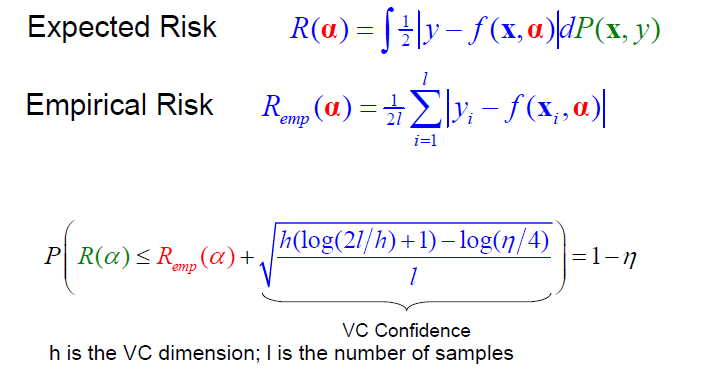 Expected Risk R(α) = ∫ ½ |y − f(x, α)| dP(x, y)
Empirical Risk R_emp(α) = 1/2l ∑_{i=1}^{l} |y_i − f(x_i, α)|
P( R(α) ≤ R_emp(α) + √( (h(log(2l/h)+1) − log(η/4)) / l ) ) = 1 − η
VC Confidence
h is the VC dimension; l is the number of samples